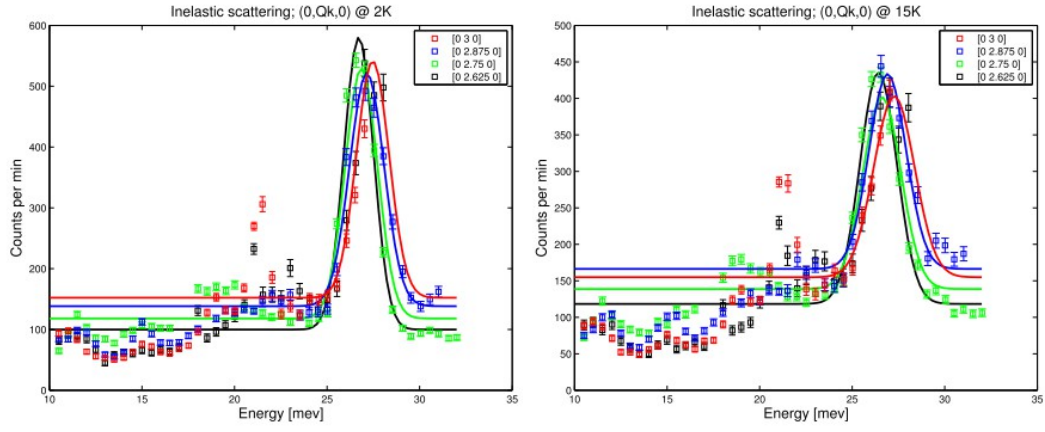 Inelastic scattering; (0,Qk,0) @ 2K
600
500
400
300
200
100
0
Counts per min
[0 3 0]
[0 2.875 0]
[0 2.75 0]
[0 2.625 0]
10 15 20 25 30 35
Energy [mev]
Inelastic scattering; (0,Qk,0) @ 15K
500
450
400
350
300
250
200
150
100
50
0
Counts per min
[0 3 0]
[0 2.875 0]
[0 2.75 0]
[0 2.625 0]
10 15 20 25 30 35
Energy [mev]